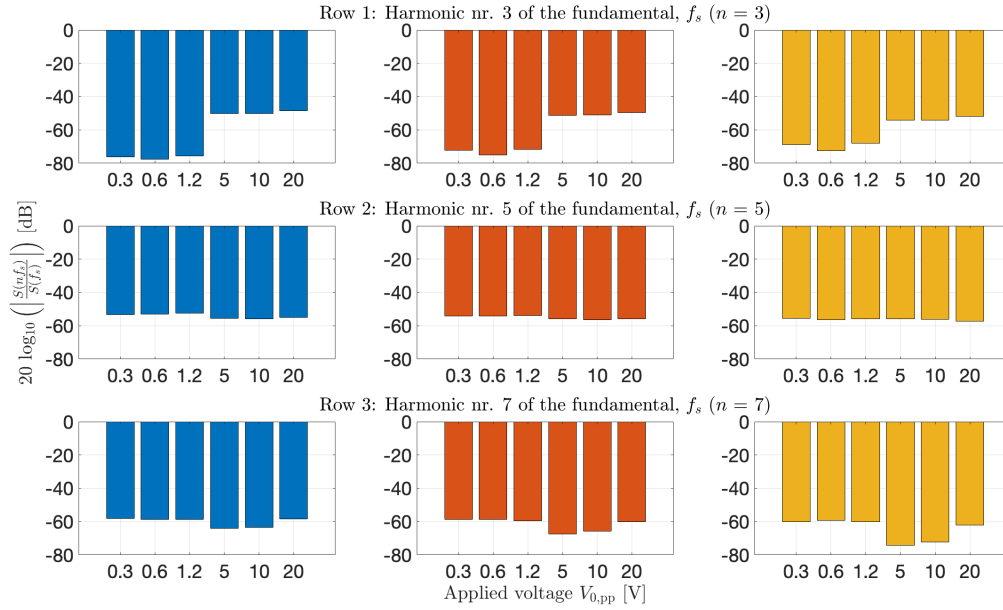 Row 1: Harmonic nr. 3 of the fundamental, f_s (n = 3)
0 0 0
-20 -20 -20
-40 -40 -40
-60 -60 -60
-80 -80 -80
0.3 0.6 1.2 5 10 20 0.3 0.6 1.2 5 10 20 0.3 0.6 1.2 5 10 20
Row 2: Harmonic nr. 5 of the fundamental, f_s (n = 5)
0 0 0
-20 -20 -20
-40 -40 -40
-60 -60 -60
-80 -80 -80
0.3 0.6 1.2 5 10 20 0.3 0.6 1.2 5 10 20 0.3 0.6 1.2 5 10 20
20 log₁₀ (|S(nf_s)/S(f_s)|) [dB]
Row 3: Harmonic nr. 7 of the fundamental, f_s (n = 7)
0 0 0
-20 -20 -20
-40 -40 -40
-60 -60 -60
-80 -80 -80
0.3 0.6 1.2 5 10 20 0.3 0.6 1.2 5 10 20 0.3 0.6 1.2 5 10 20
Applied voltage V_0,pp [V]